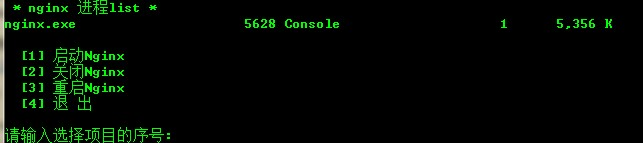 * nginx 进程list *
nginx.exe 5628 Console 1 5,356 K
[1] 启动Nginx
[2] 关闭Nginx
[3] 重启Nginx
[4] 退 出
请输入选择项目的序号: